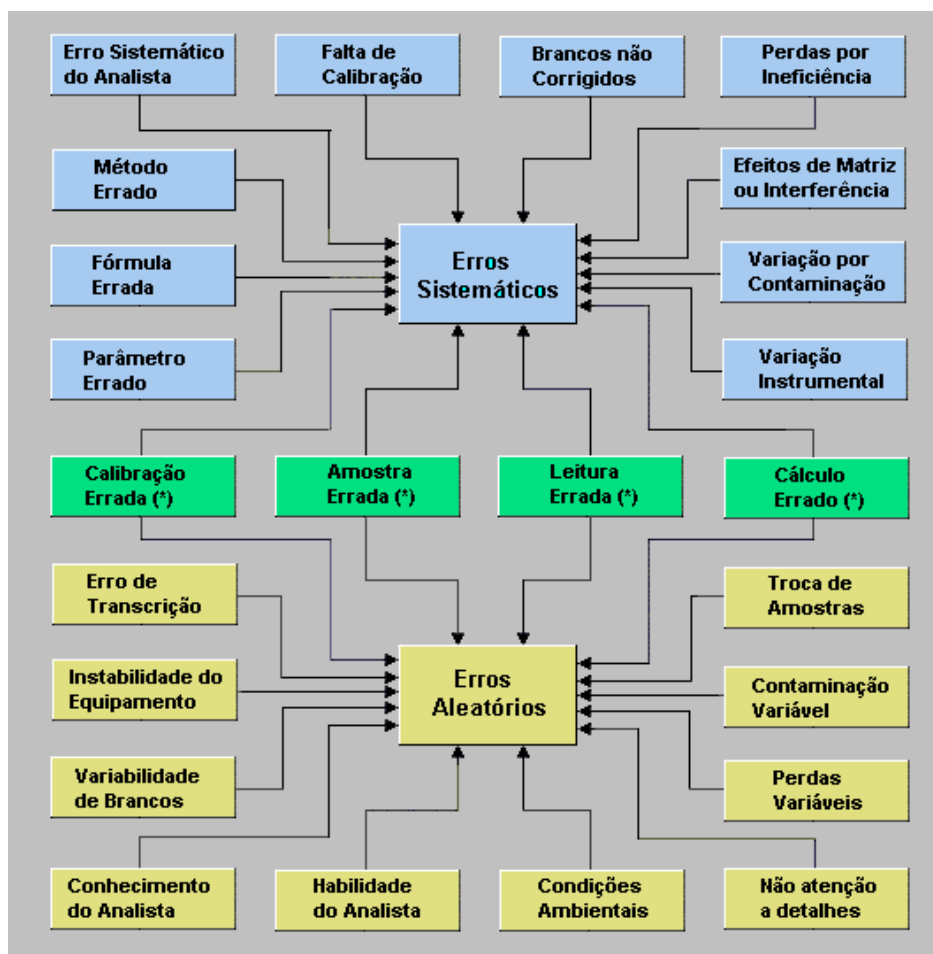 Erro Sistemático
do Analista
Falta de
Calibração
Brancos não
Corrigidos
Perdas por
Ineficiência
Método
Errado
Efeitos de Matriz
ou Interferência
Fórmula
Errada
Erros
Sistemáticos
Variação por
Contaminação
Parâmetro
Errado
Variação
Instrumental
Calibração
Errada (*)
Amostra
Errada (*)
Leitura
Errada (*)
Cálculo
Errado (*)
Erro de
Transcrição
Troca de
Amostras
Instabilidade do
Equipamento
Erros
Aleatórios
Contaminação
Variável
Variabilidade
de Brancos
Perdas
Variáveis
Conhecimento
do Analista
Habilidade
do Analista
Condições
Ambientais
Não atenção
a detalhes